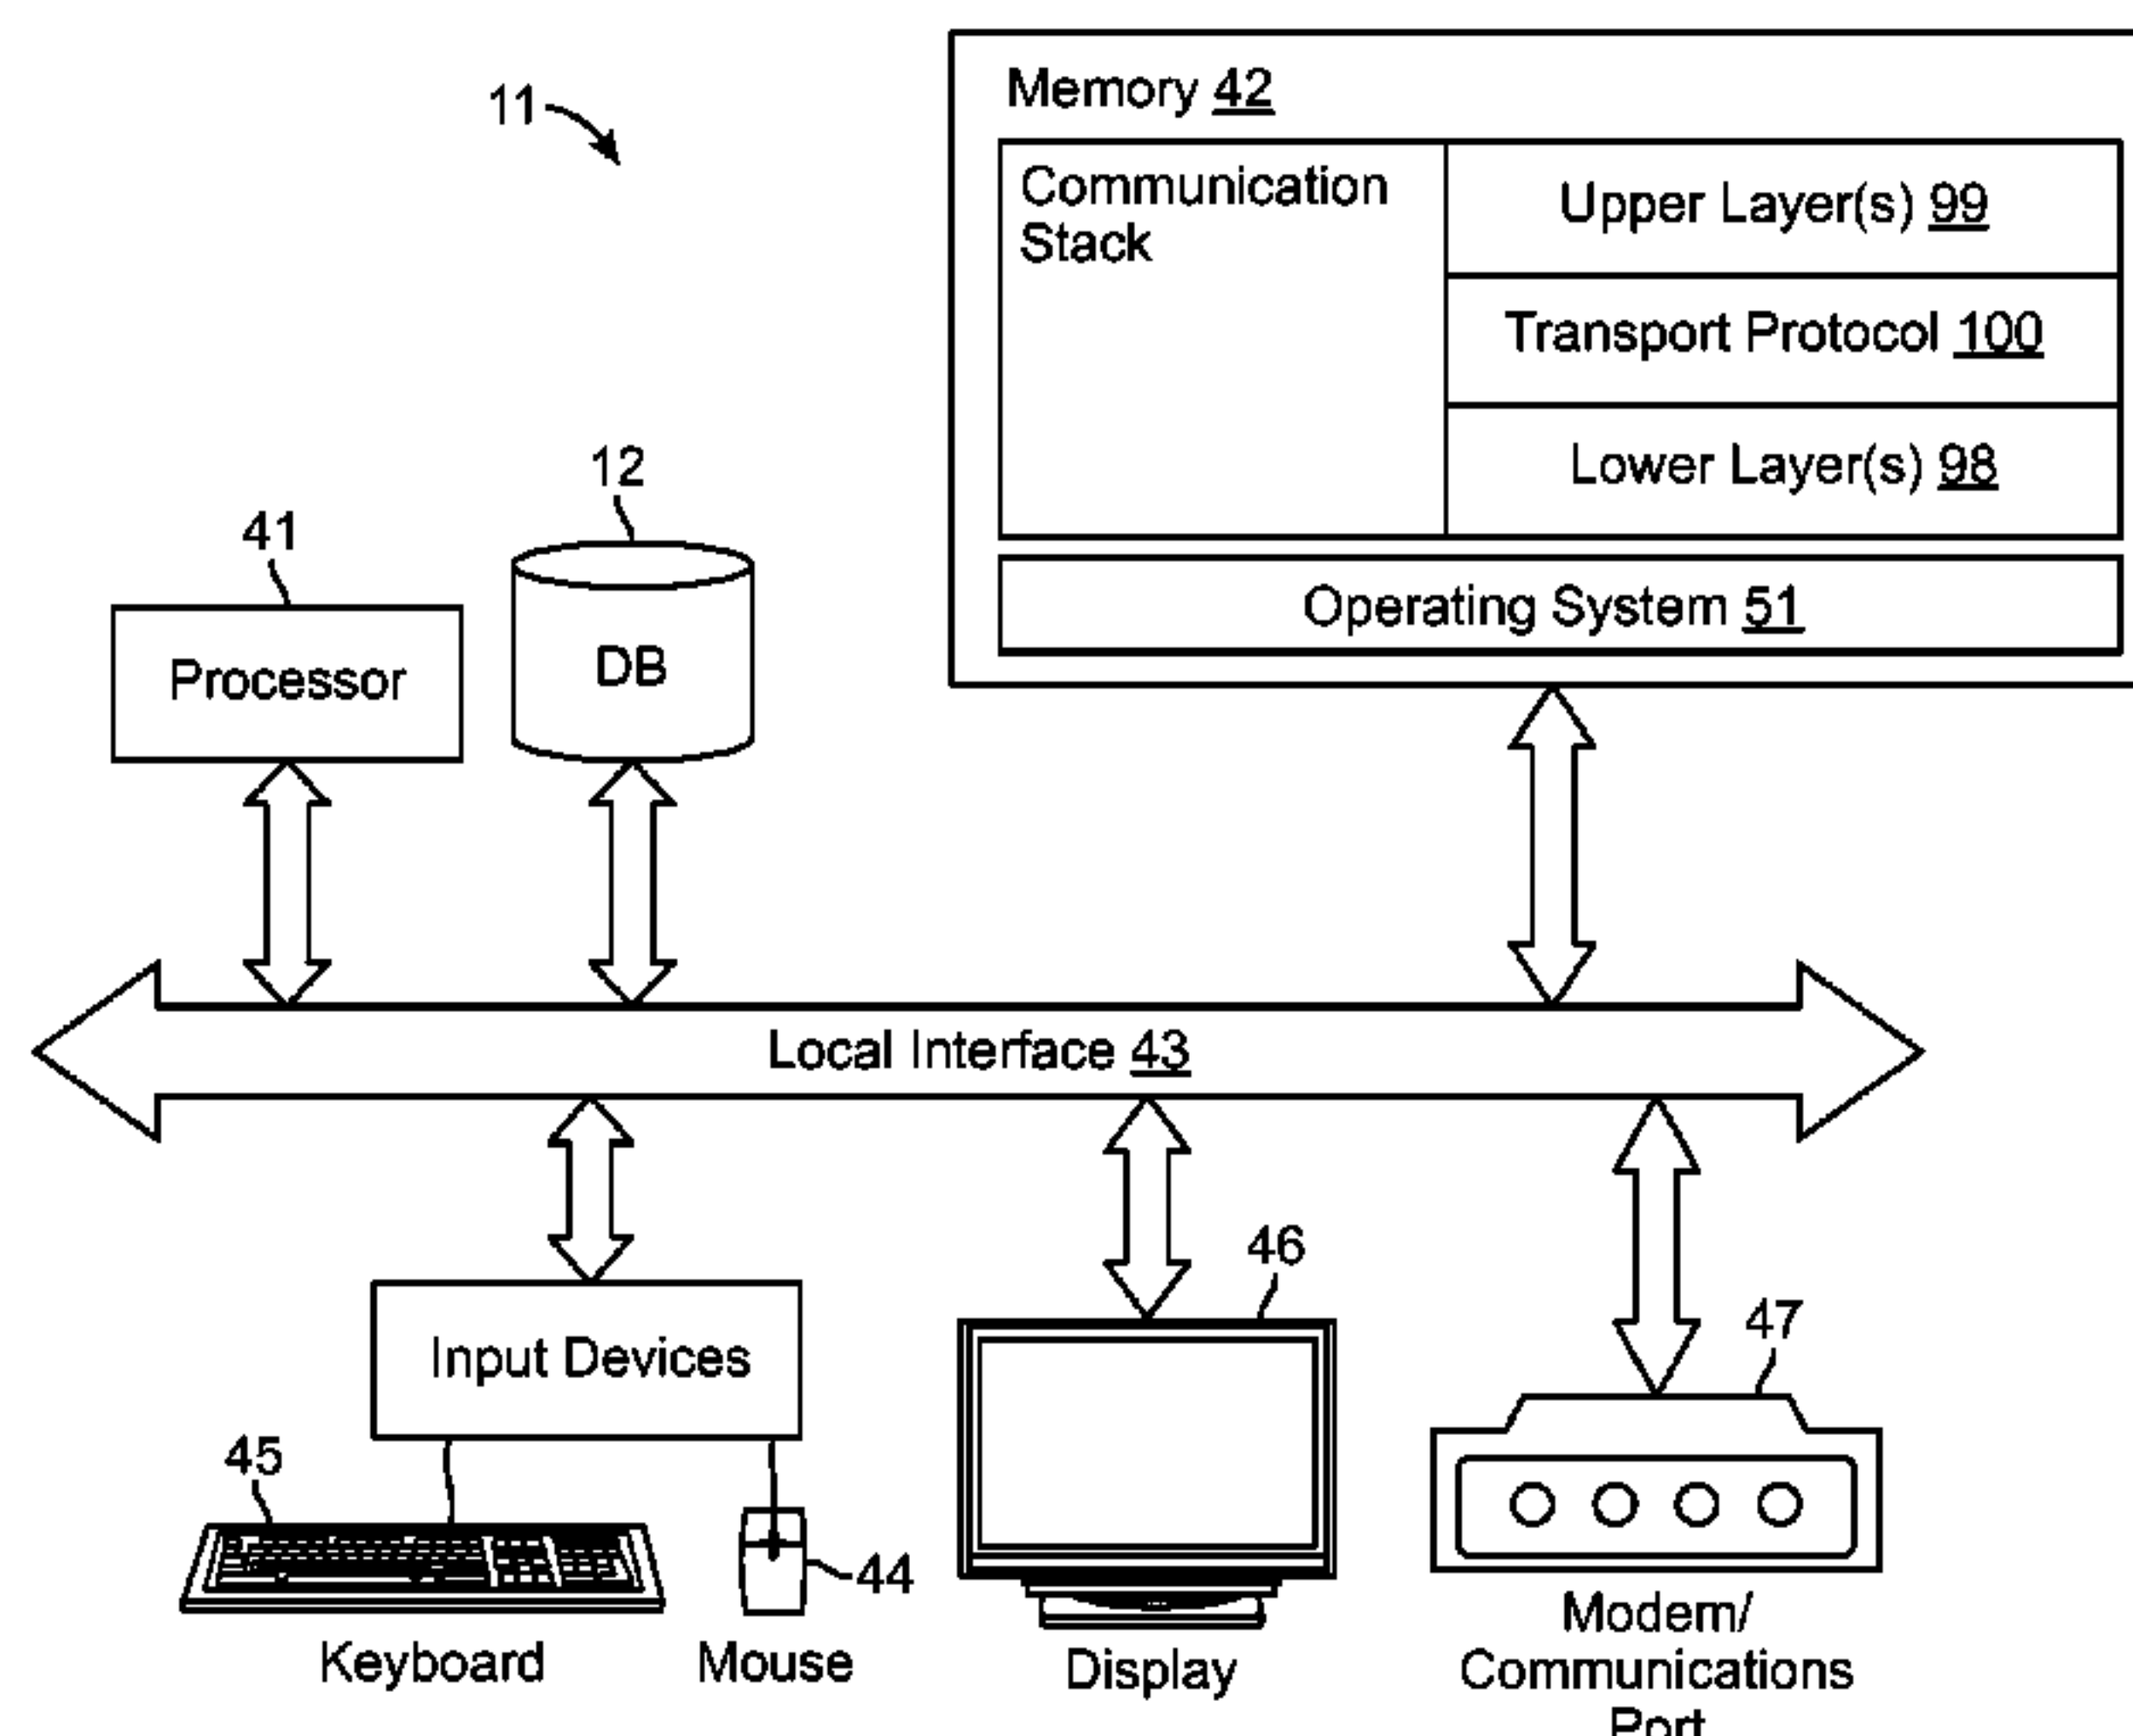 11
Memory 42
Communication
Stack
Upper Layer(s) 99
Transport Protocol 100
Lower Layer(s) 98
Operating System 51
41
Processor
12
DB
Local Interface 43
Input Devices
45
Keyboard
44
Mouse
46
Display
47
Modem/
Communications
Port